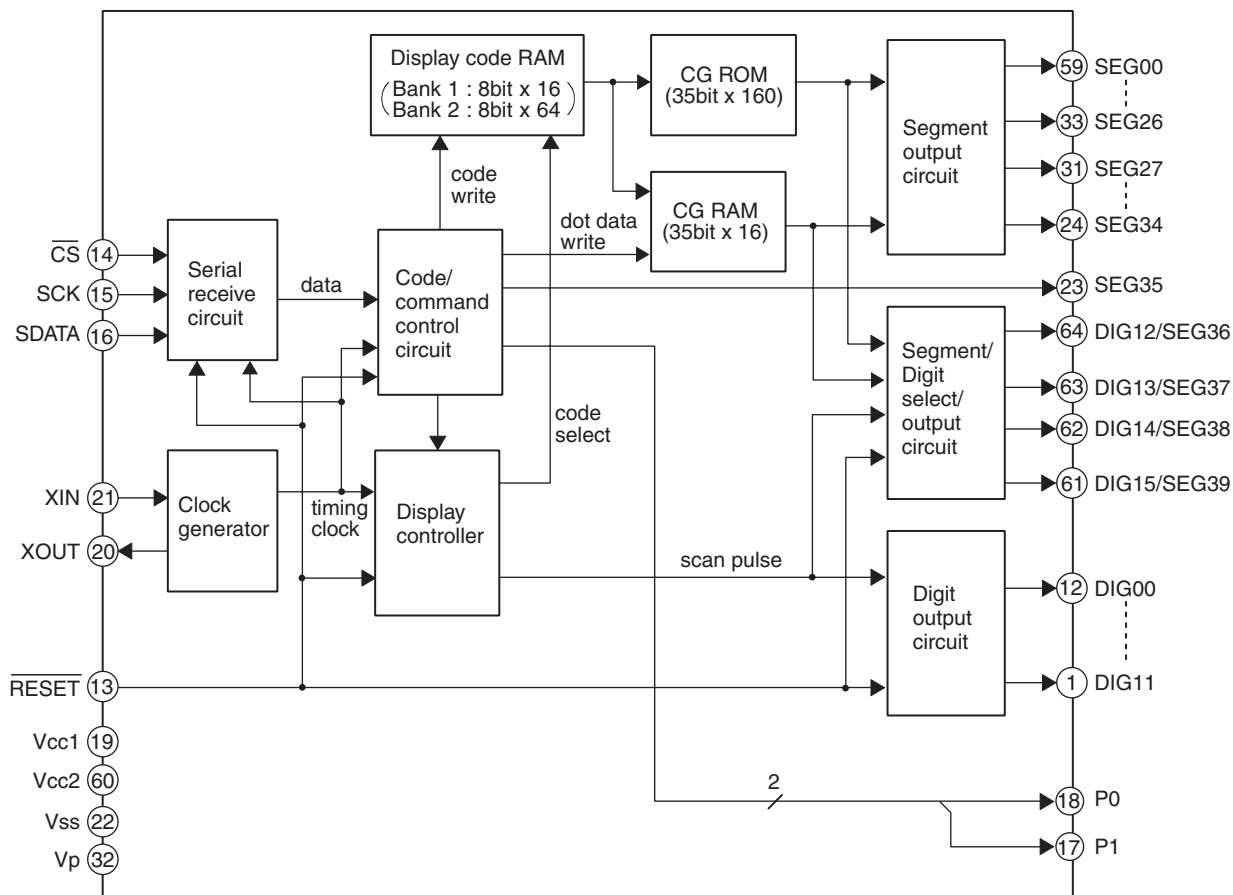 Display code RAM
(Bank 1 : 8bit x 16
Bank 2 : 8bit x 64)
CG ROM
(35bit x 160)
CG RAM
(35bit x 16)
Segment
output
circuit
59 SEG00
33 SEG26
31 SEG27
24 SEG34
23 SEG35
code
write
dot data
write
CS 14
SCK 15
SDATA 16
Serial
receive
circuit
data
Code/
command
control
circuit
Segment/
Digit
select/
output
circuit
64 DIG12/SEG36
63 DIG13/SEG37
62 DIG14/SEG38
61 DIG15/SEG39
code
select
XIN 21
XOUT 20
Clock
generator
timing
clock
Display
controller
scan pulse
Digit
output
circuit
12 DIG00
1 DIG11
RESET 13
Vcc1 19
Vcc2 60
Vss 22
Vp 32
2
18 P0
17 P1